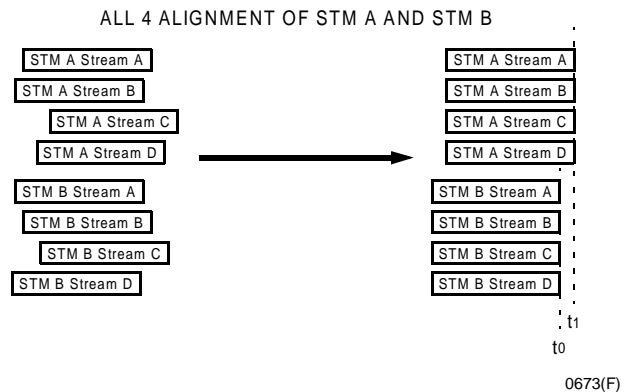 ALL 4 ALIGNMENT OF STM A AND STM B
STM A Stream A
STM A Stream B
STM A Stream C
STM A Stream D
STM B Stream A
STM B Stream B
STM B Stream C
STM B Stream D
STM A Stream A
STM A Stream B
STM A Stream C
STM A Stream D
STM B Stream A
STM B Stream B
STM B Stream C
STM B Stream D
t1
t0
0673(F)